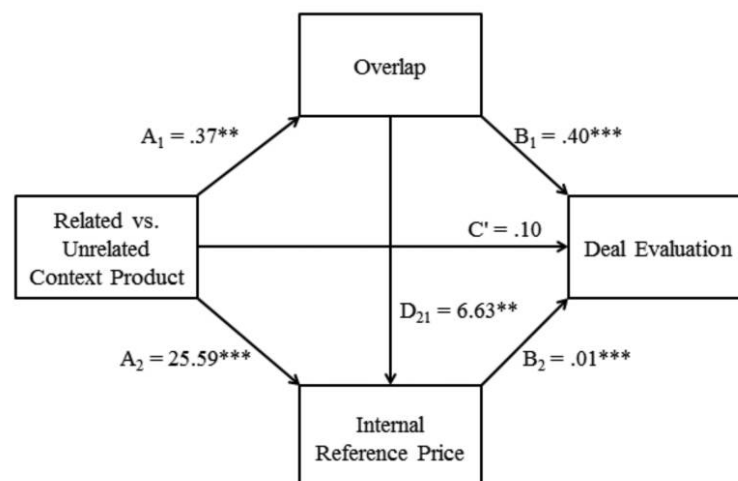 Overlap
A₁ = .37**
B₁ = .40***
Related vs.
Unrelated
Context Product
C' = .10
Deal Evaluation
D₂₁ = 6.63**
A₂ = 25.59***
B₂ = .01***
Internal
Reference Price